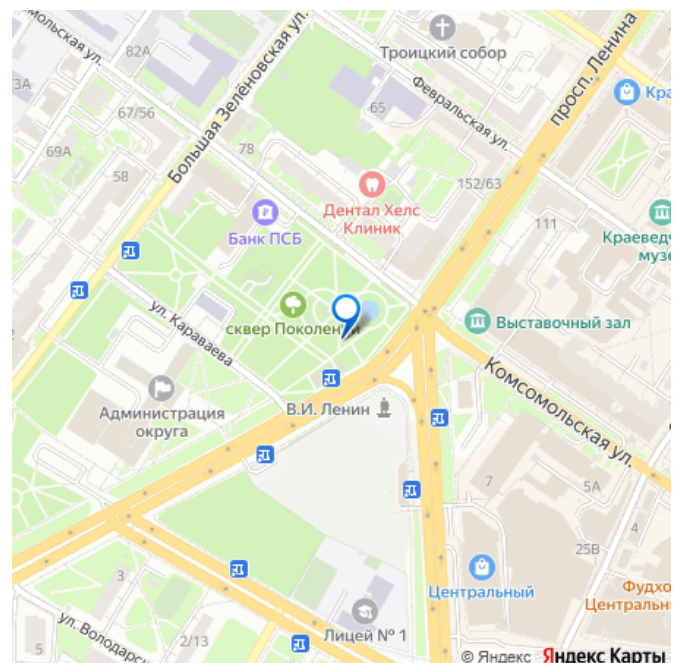 мольская ул.
82А
Троицкий собор
просп. Ленина
3А
67/56
Большая Зелёновская ул.
65
Февральская ул.
Кра
69А
58
78
152/63
Дентал Хелс
Клиник
111
Банк ПСБ
Краеведч
музе
ул. Караваева
сквер Поколений
Выставочный зал
Администрация
округа
В.И. Ленин
Комсомольская ул.
7
5А
4
25В
3
Центральный
Фудхо
Центральны
ул. Володарс
5
2/13
Лицей № 1
© Яндекс Яндекс Карты